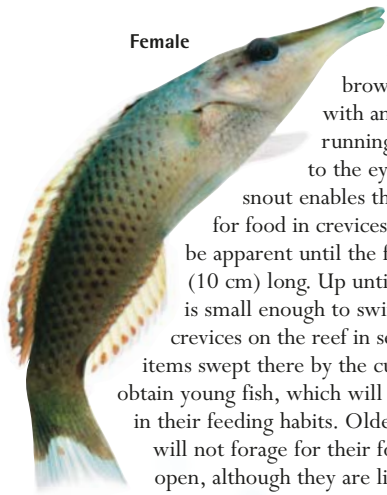 Female
brow
with an
running
to the ey
snout enables th
for food in crevices
be apparent until the f
(10 cm) long. Up unti
is small enough to swi
crevices on the reef in s
items swept there by the cu
obtain young fish, which will
in their feeding habits. Olde
will not forage for their fo
open, although they are li